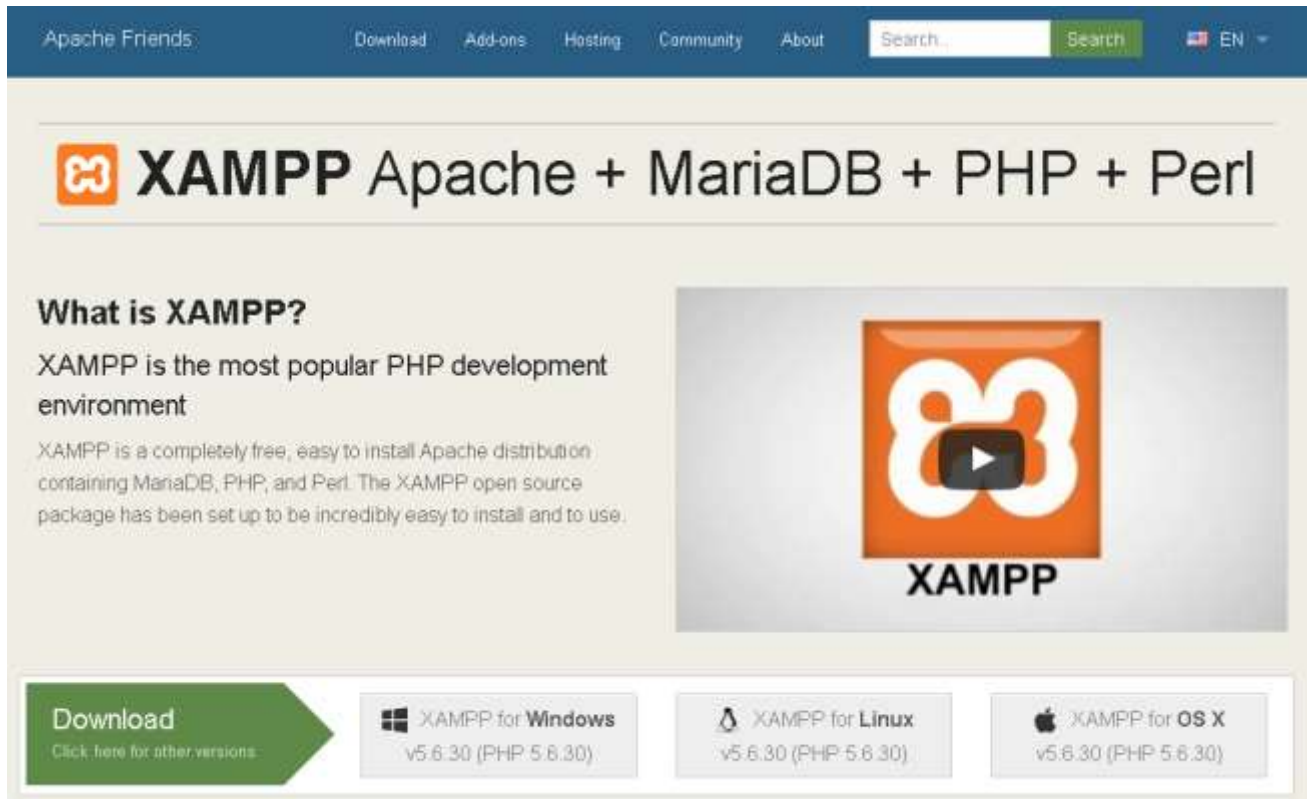 Apache Friends Download Add-ons Hosting Community About Search... Search EN
XAMPP Apache + MariaDB + PHP + Perl
What is XAMPP?
XAMPP is the most popular PHP development
environment
XAMPP is a completely free, easy to install Apache distribution
containing MariaDB, PHP, and Perl. The XAMPP open source
package has been set up to be incredibly easy to install and to use.
XAMPP
Download
Click here for other versions
XAMPP for Windows
v5.6.30 (PHP 5.6.30)
XAMPP for Linux
v5.6.30 (PHP 5.6.30)
XAMPP for OS X
v5.6.30 (PHP 5.6.30)